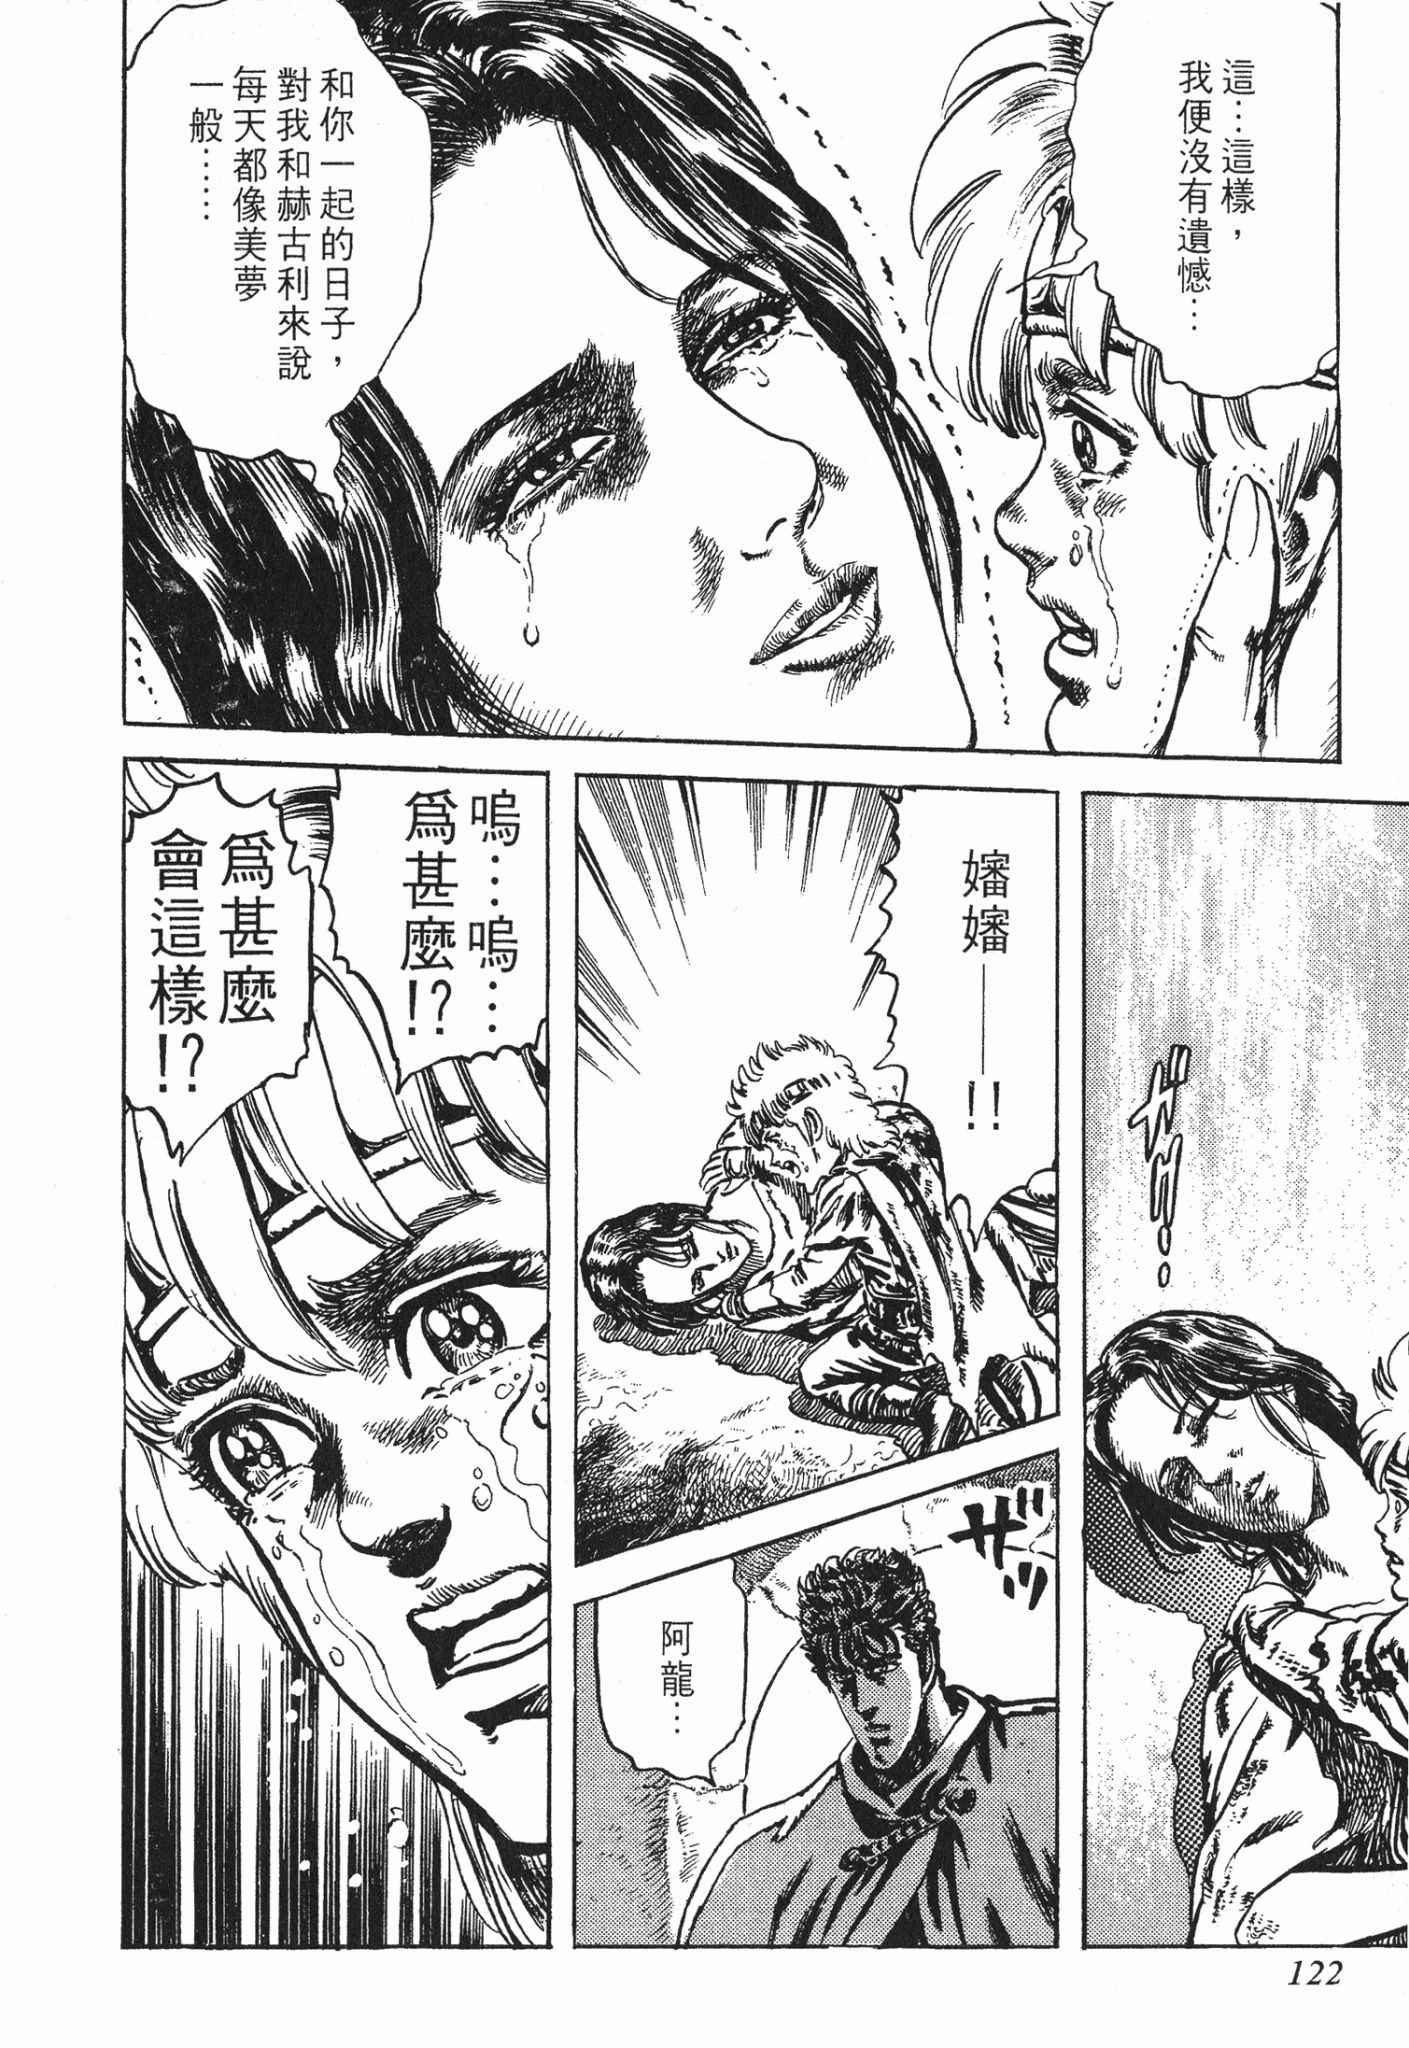 這…這樣，
我便沒有遺憾…
和你一起的日子，
對我和赫古利來說
每天都像美夢
一般……
ガク…。
嬸嬸——!!
ザッ
阿龍…
嗚…嗚…
爲甚麼!?
爲甚麼
會這樣!?
122